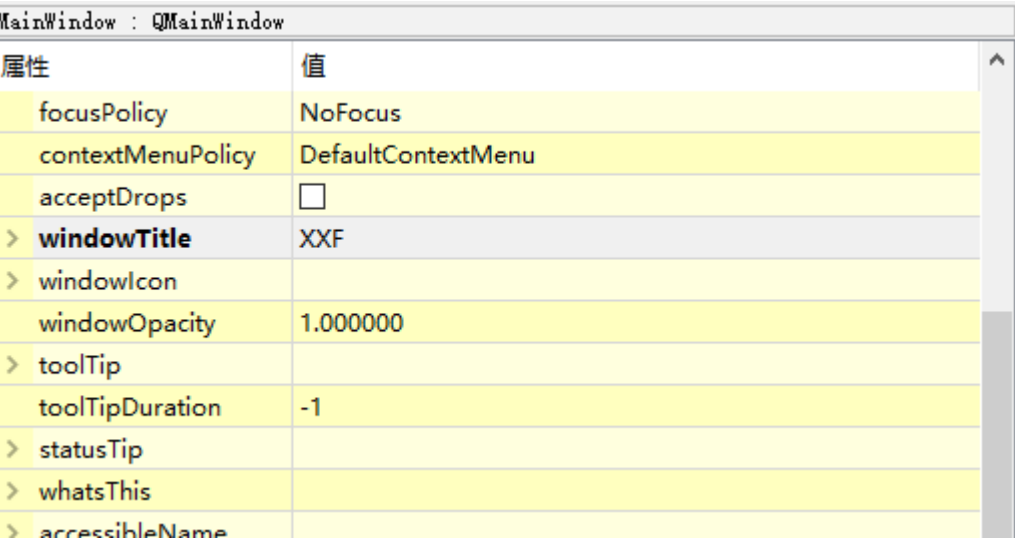 MainWindow : QMainWindow
属性 值
focusPolicy NoFocus
contextMenuPolicy DefaultContextMenu
acceptDrops
windowTitle XXF
windowIcon
windowOpacity 1.000000
toolTip
toolTipDuration -1
statusTip
whatsThis
accessibleName